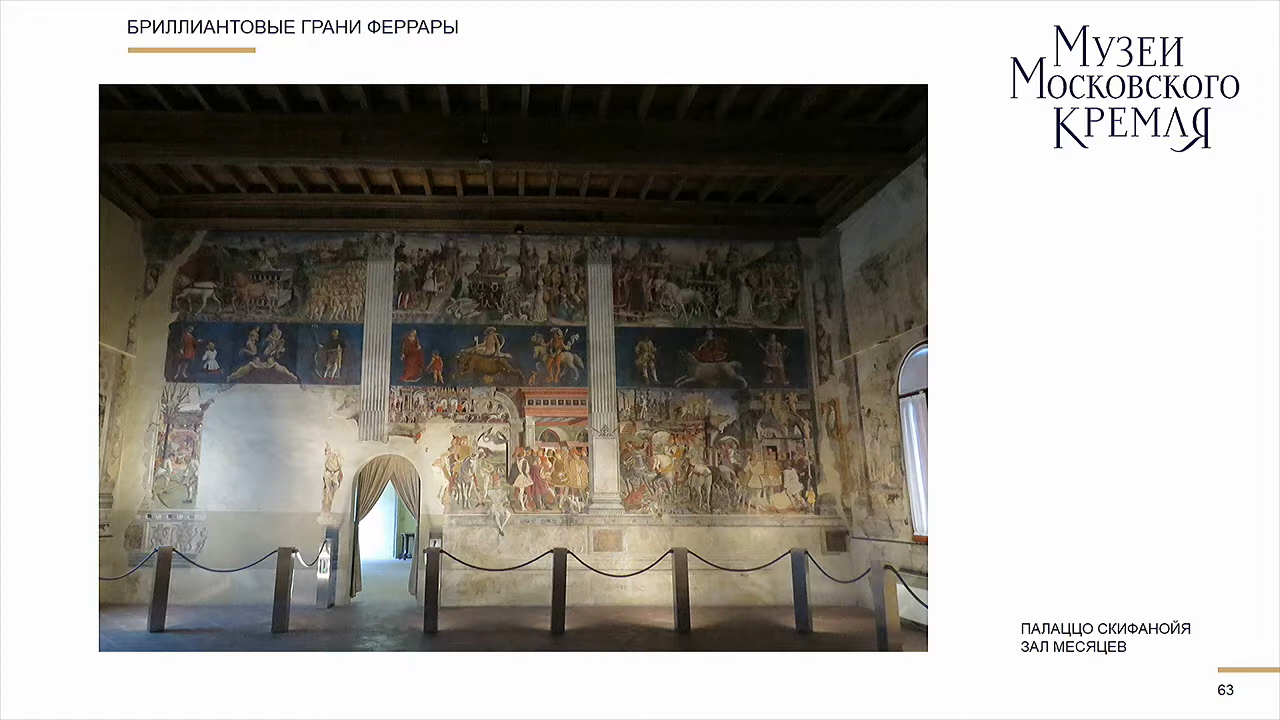 БРИЛЛИАНТОВЫЕ ГРАНИ ФЕРРАРЫ
Музеи
Московского
Кремля
ПАЛАЦЦО СКИФАНОЙЯ
ЗАЛ МЕСЯЦЕВ
63